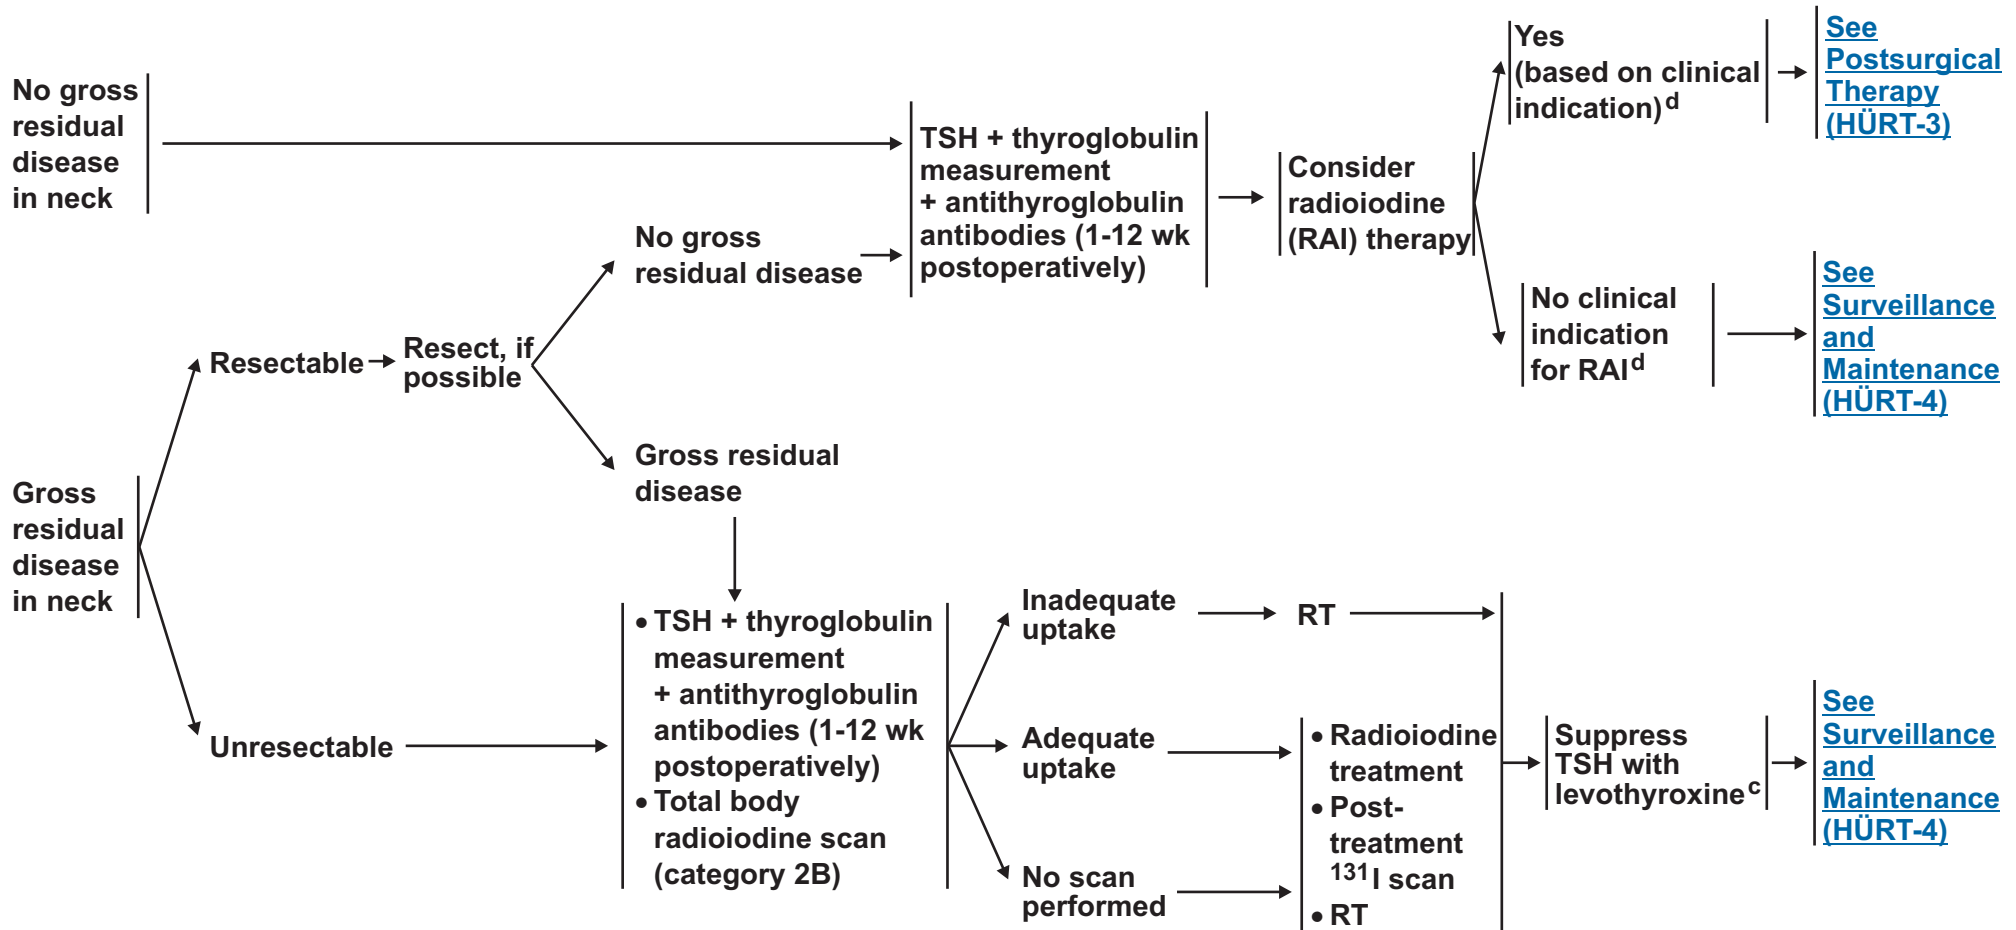 No gross
residual
disease
in neck
TSH + thyroglobulin
measurement
+ antithyroglobulin
antibodies (1-12 wk
postoperatively)
Consider
radioiodine
(RAI) therapy
Yes
(based on clinical
indication)d
See
Postsurgical
Therapy
(HÜRT-3)
No clinical
indication
for RAId
See
Surveillance
and
Maintenance
(HÜRT-4)
Gross
residual
disease
in neck
Resectable
Resect, if
possible
No gross
residual disease
Gross residual
disease
Unresectable
• TSH + thyroglobulin
measurement
+ antithyroglobulin
antibodies (1-12 wk
postoperatively)
• Total body
radioiodine scan
(category 2B)
Inadequate
uptake
RT
Adequate
uptake
No scan
performed
• Radioiodine
treatment
• Post-
treatment
131I scan
• RT
Suppress
TSH with
levothyroxinec
See
Surveillance
and
Maintenance
(HÜRT-4)